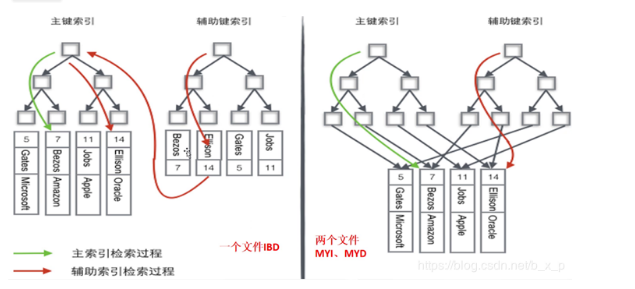 主键索引
辅助键索引
5
Gates
Microsoft
7
Bezos
Amazon
11
Jobs
Apple
14
Ellison
Oracle
Bezos
7
Ellison
14
Gates
5
Jobs
11
一个文件IBD
主索引检索过程
辅助索引检索过程
主键索引
辅助键索引
5
Gates
Microsoft
7
Bezos
Amazon
11
Jobs
Apple
14
Ellison
Oracle
两个文件
MYI、MYD
https://blog.csdn.net/b_x_p